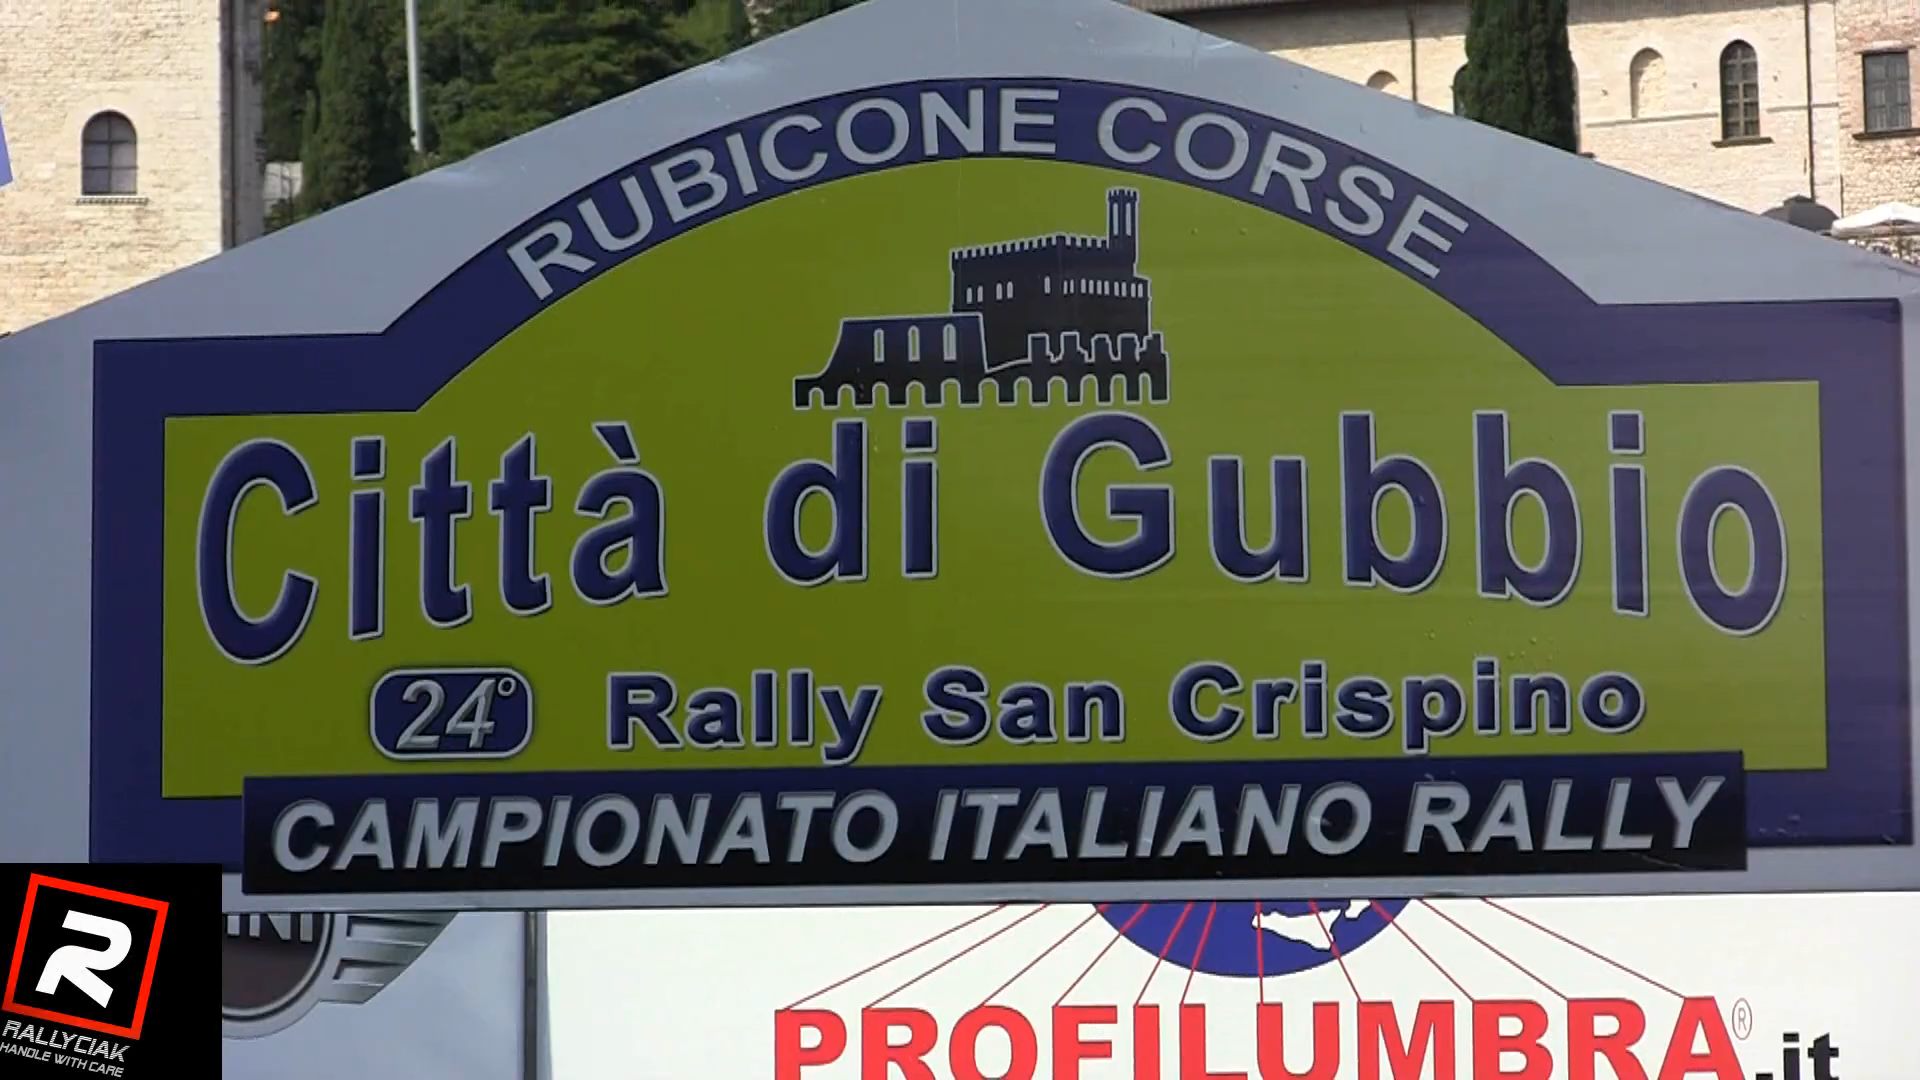 RUBICONE CORSE
Città di Gubbio
24° Rally San Crispino
CAMPIONATO ITALIANO RALLY
PROFILUMBRA®.it
R
RALLYCIAK
HANDLE WITH CARE